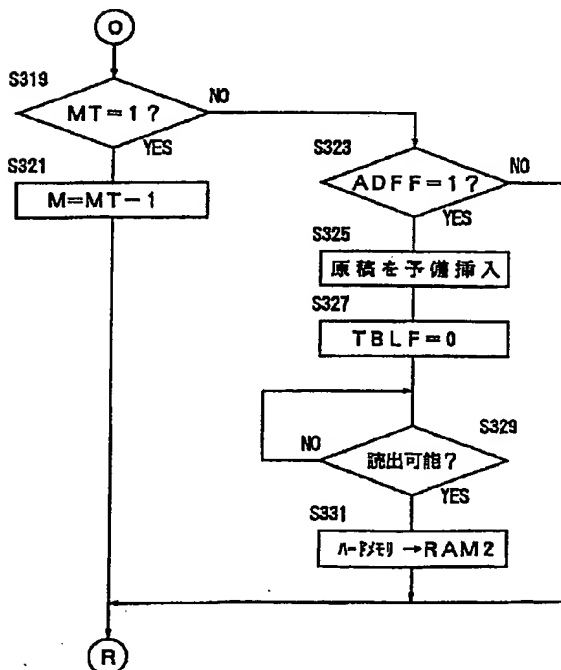 O
S319
MT=1?
NO
YES
S321
M=MT-1
S323
ADFF=1?
NO
YES
S325
原稿を予備挿入
S327
TBLF=0
S329
読出可能?
NO
YES
S331
ハードメモリ→RAM2
R